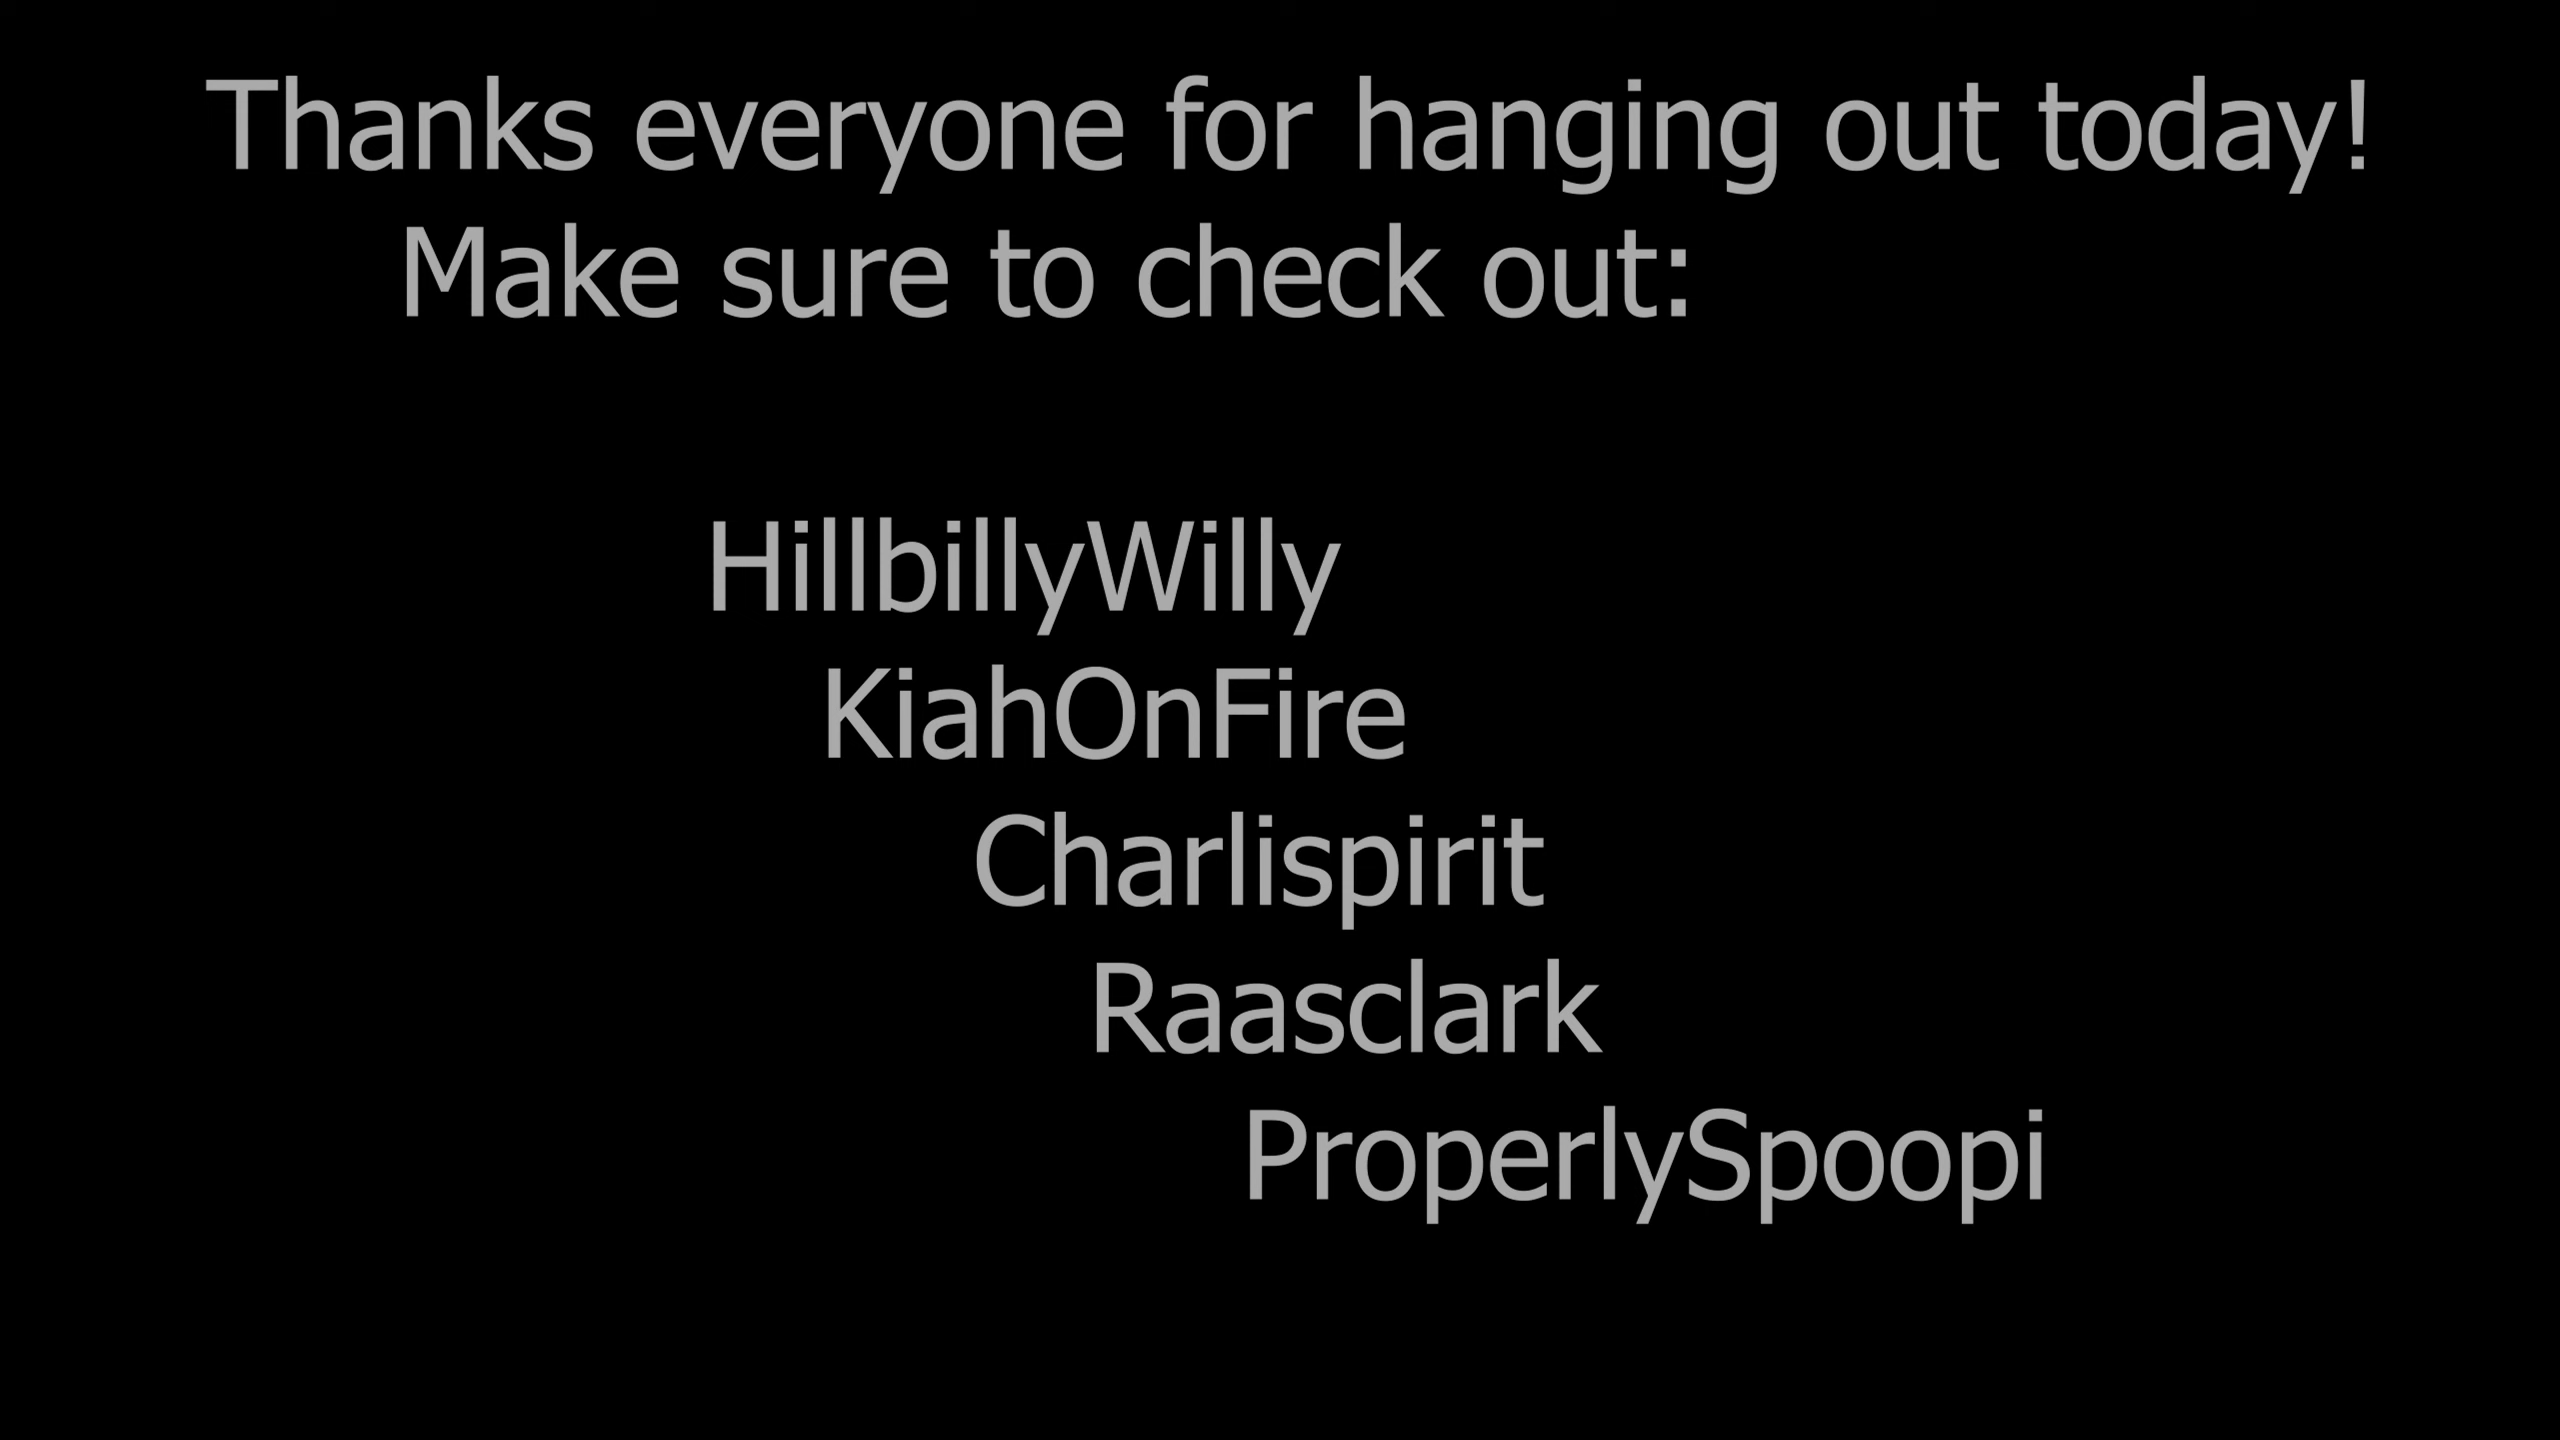 Thanks everyone for hanging out today!
Make sure to check out:
HillbillyWilly
KiahOnFire
Charlispirit
Raasclark
ProperlySpoopi